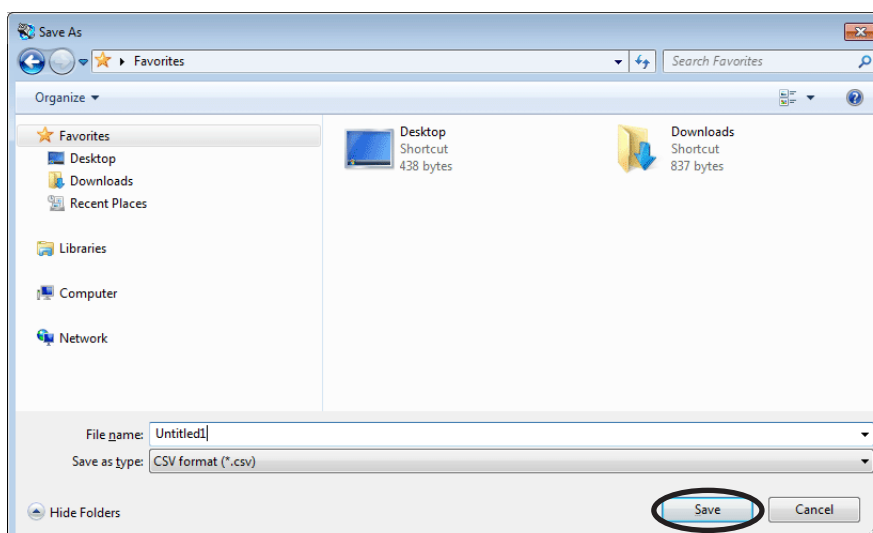 Save As
Favorites
Search Favorites
Organize
Favorites
Desktop
Downloads
Recent Places
Libraries
Computer
Network
Desktop
Shortcut
438 bytes
Downloads
Shortcut
837 bytes
File name: Untitled1
Save as type: CSV format (*.csv)
Hide Folders
Save Cancel